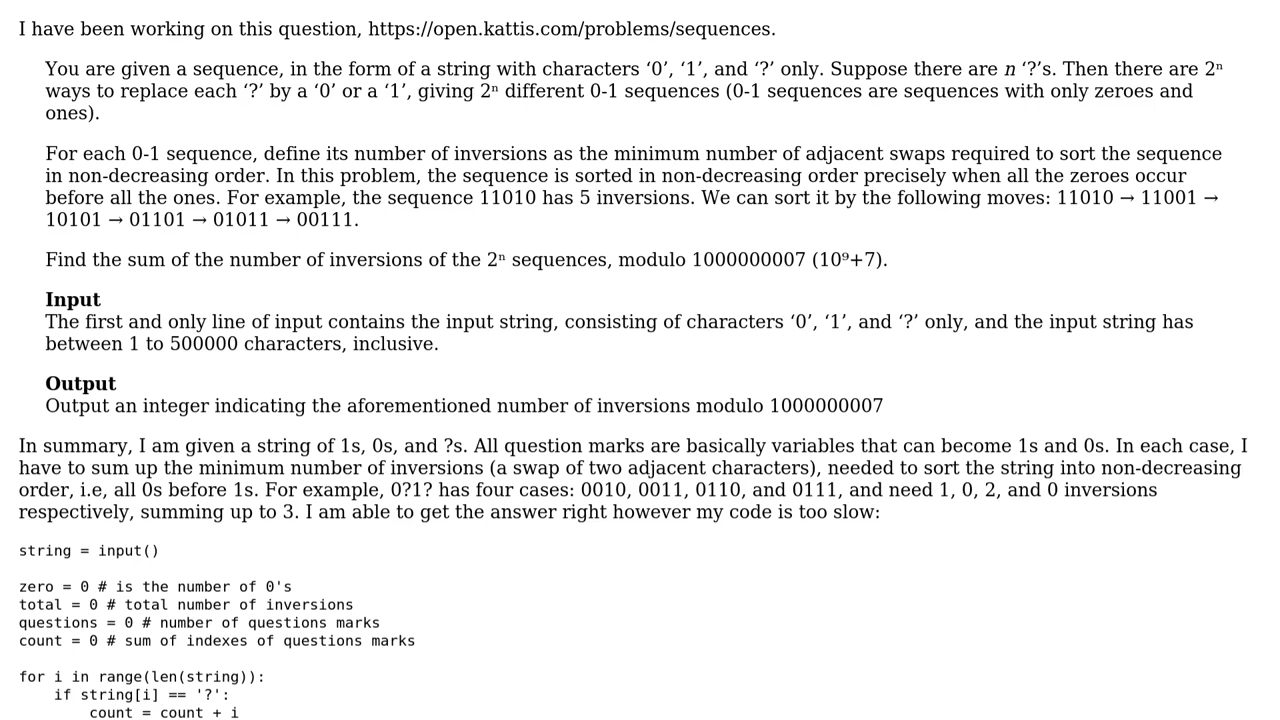 I have been working on this question, https://open.kattis.com/problems/sequences.
You are given a sequence, in the form of a string with characters ‘0’, ‘1’, and ‘?’ only. Suppose there are n ‘?’s. Then there are 2ⁿ
ways to replace each ‘?’ by a ‘0’ or a ‘1’, giving 2ⁿ different 0-1 sequences (0-1 sequences are sequences with only zeroes and
ones).
For each 0-1 sequence, define its number of inversions as the minimum number of adjacent swaps required to sort the sequence
in non-decreasing order. In this problem, the sequence is sorted in non-decreasing order precisely when all the zeroes occur
before all the ones. For example, the sequence 11010 has 5 inversions. We can sort it by the following moves: 11010 → 11001 →
10101 → 01101 → 01011 → 00111.
Find the sum of the number of inversions of the 2ⁿ sequences, modulo 1000000007 (10⁹+7).
Input
The first and only line of input contains the input string, consisting of characters ‘0’, ‘1’, and ‘?’ only, and the input string has
between 1 to 500000 characters, inclusive.
Output
Output an integer indicating the aforementioned number of inversions modulo 1000000007
In summary, I am given a string of 1s, 0s, and ?s. All question marks are basically variables that can become 1s and 0s. In each case, I
have to sum up the minimum number of inversions (a swap of two adjacent characters), needed to sort the string into non-decreasing
order, i.e, all 0s before 1s. For example, 0?1? has four cases: 0010, 0011, 0110, and 0111, and need 1, 0, 2, and 0 inversions
respectively, summing up to 3. I am able to get the answer right however my code is too slow:
string = input()
zero = 0 # is the number of 0's
total = 0 # total number of inversions
questions = 0 # number of questions marks
count = 0 # sum of indexes of questions marks
for i in range(len(string)):
    if string[i] == '?':
        count = count + i